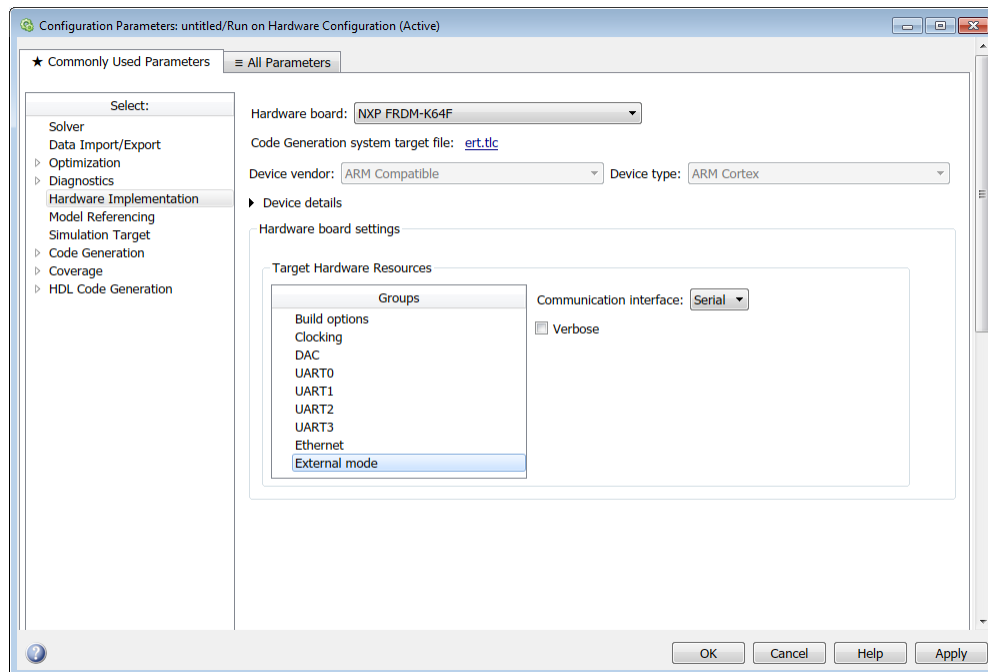 Configuration Parameters: untitled/Run on Hardware Configuration (Active)
★ Commonly Used Parameters
≡ All Parameters
Select:
Solver
Data Import/Export
Optimization
Diagnostics
Hardware Implementation
Model Referencing
Simulation Target
Code Generation
Coverage
HDL Code Generation
Hardware board: NXP FRDM-K64F
Code Generation system target file: ert.tlc
Device vendor: ARM Compatible Device type: ARM Cortex
Device details
Hardware board settings
Target Hardware Resources
Groups
Build options
Clocking
DAC
UART0
UART1
UART2
UART3
Ethernet
External mode
Communication interface: Serial
Verbose
OK Cancel Help Apply